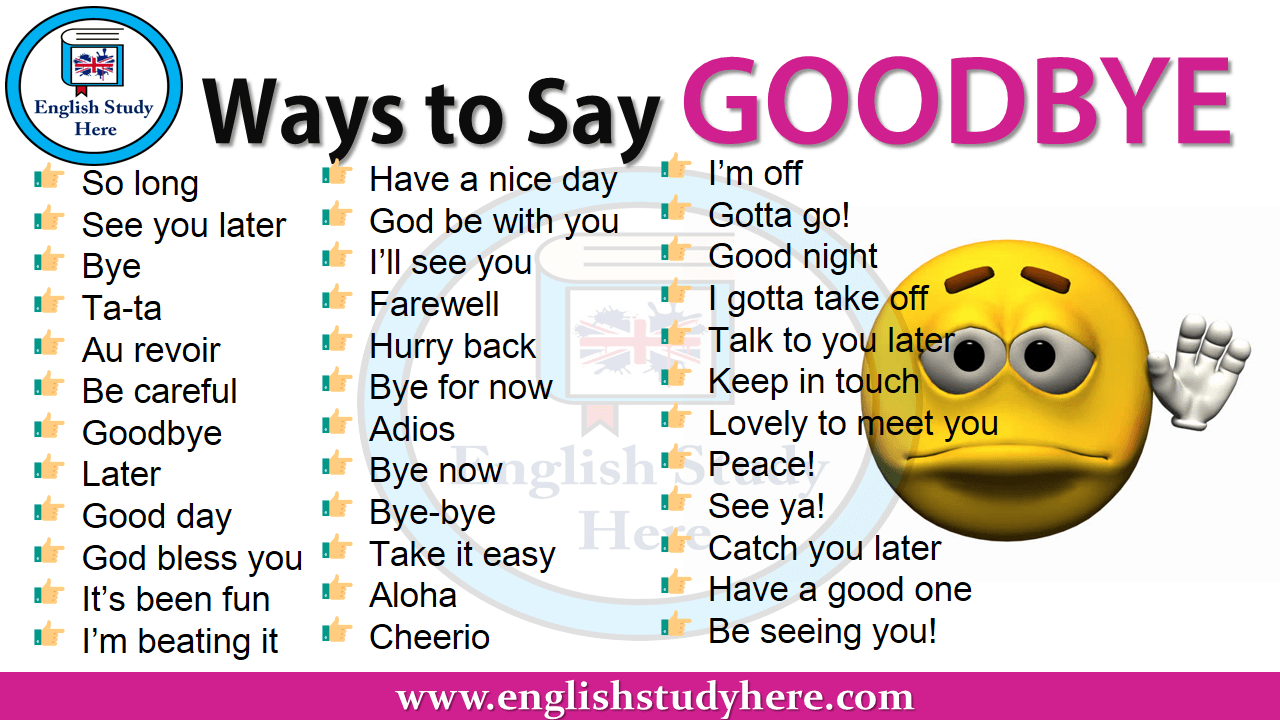 English Study
Here
Ways to Say GOODBYE
So long
See you later
Bye
Ta-ta
Au revoir
Be careful
Goodbye
Later
Good day
God bless you
It’s been fun
I’m beating it
Have a nice day
God be with you
I’ll see you
Farewell
Hurry back
Bye for now
Adios
Bye now
Bye-bye
Take it easy
Aloha
Cheerio
I’m off
Gotta go!
Good night
I gotta take off
Talk to you later
Keep in touch
Lovely to meet you
Peace!
See ya!
Catch you later
Have a good one
Be seeing you!
English Study
Here
www.englishstudyhere.com